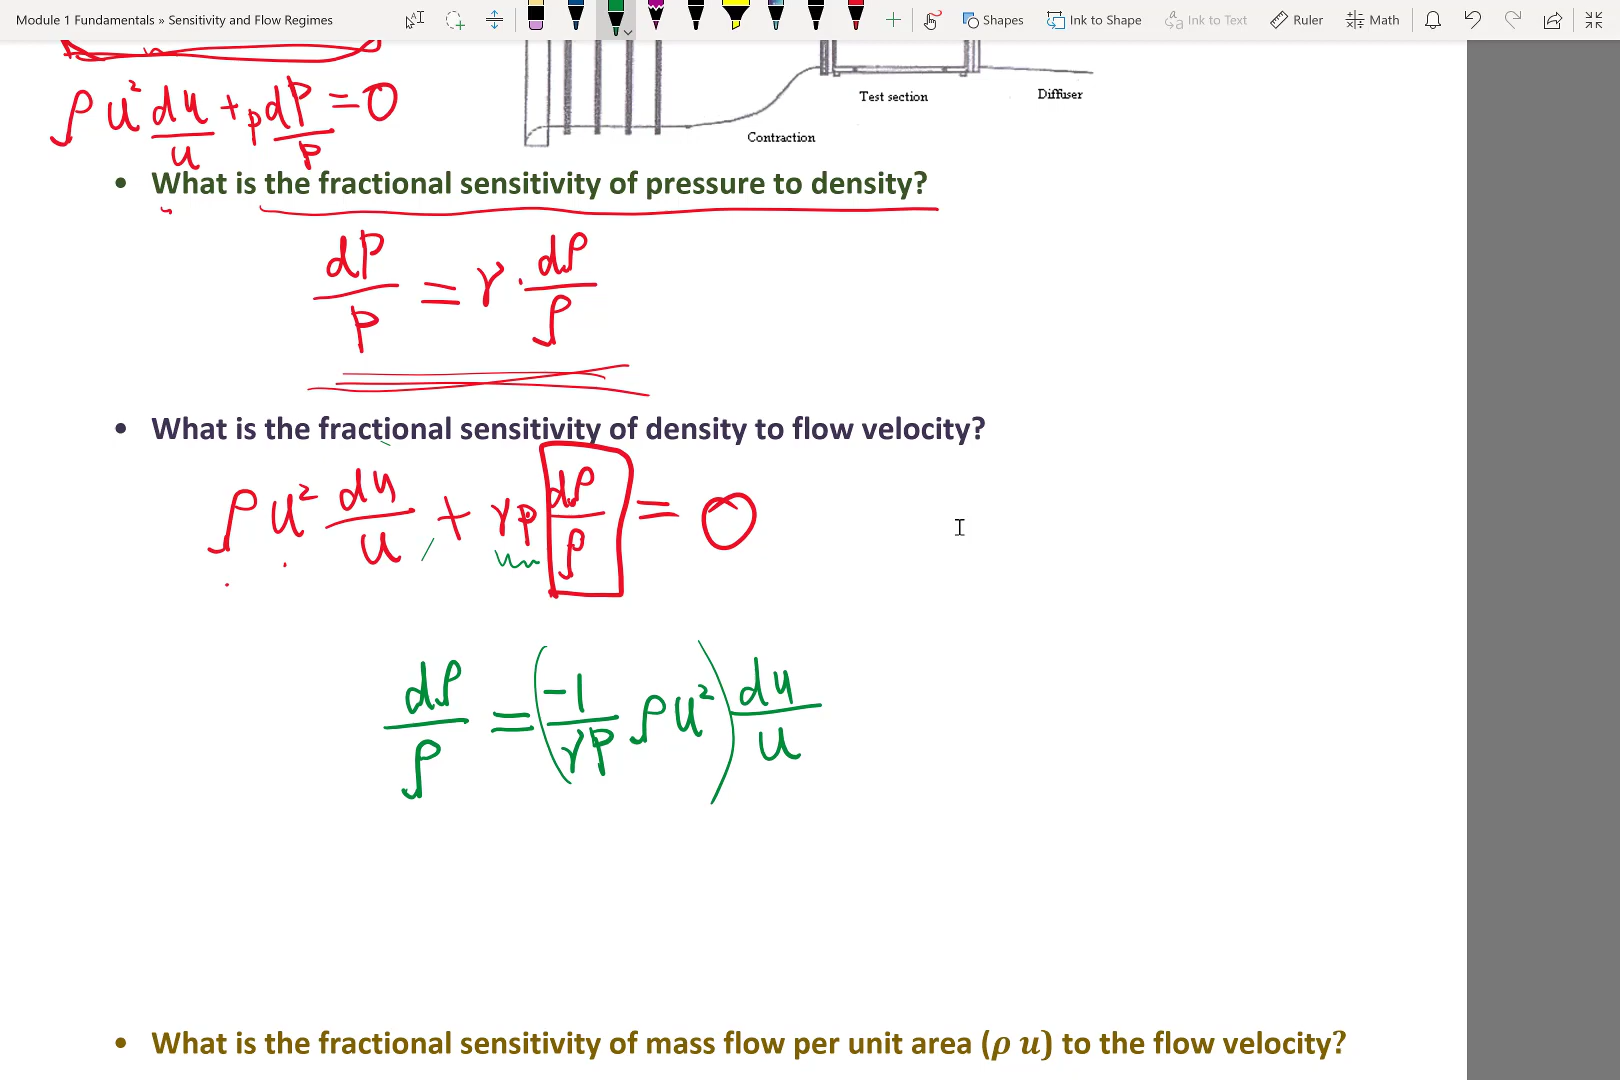 Module 1 Fundamentals » Sensitivity and Flow Regimes
Shapes
Ink to Shape
Ink to Text
Ruler
Math
ρ u² du/u + p dp/p = 0
Test section
Diffuser
Contraction
• What is the fractional sensitivity of pressure to density?
dp/p = γ · dρ/ρ
• What is the fractional sensitivity of density to flow velocity?
ρ u² du/u + γp dρ/ρ = 0
dρ/ρ = (-1/γp ρu²) du/u
• What is the fractional sensitivity of mass flow per unit area (ρ u) to the flow velocity?